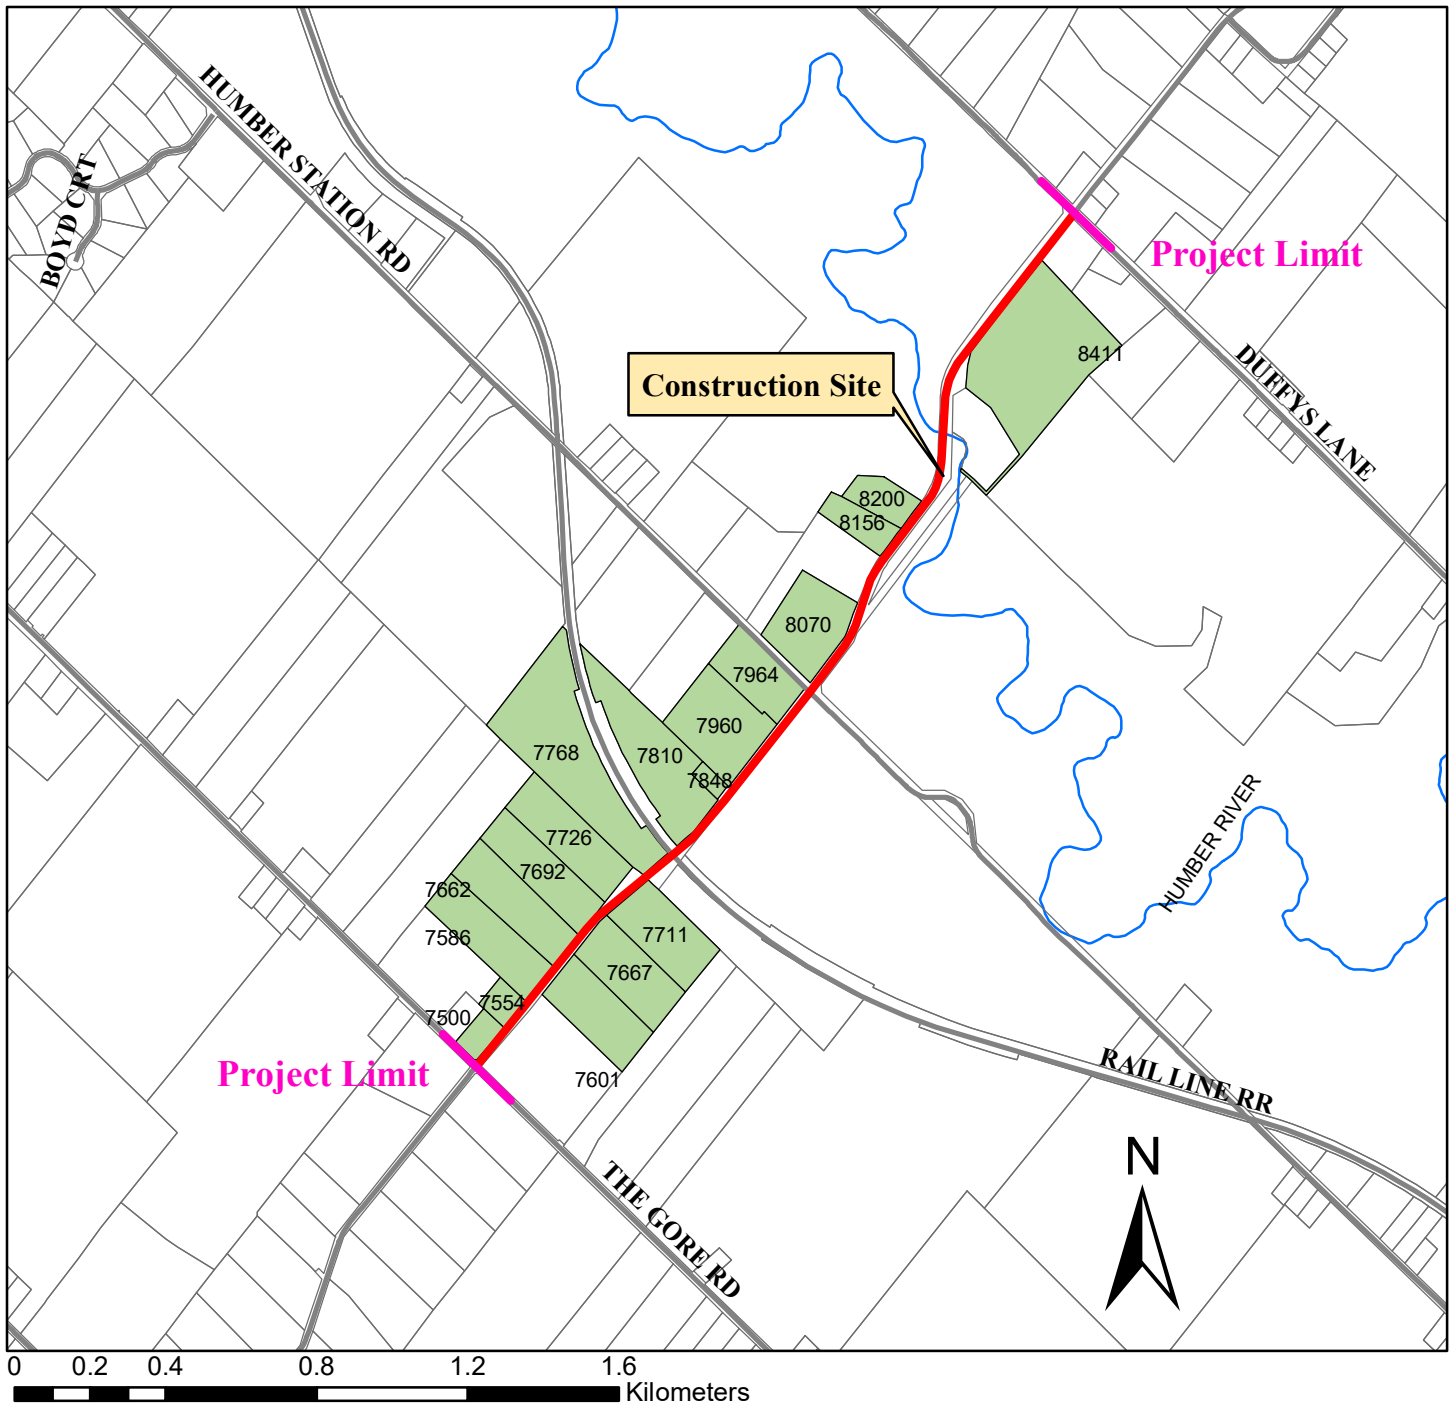 HUMBER STATION RD
BOYD CRT
Project Limit
8411
DUFFYS LANE
Construction Site
8200
8156
8070
7964
7960
7768
7810
7848
7726
7692
7662
7586
7711
7667
7554
7500
7601
Project Limit
HUMBER RIVER
RAIL LINE RR
THE GORE RD
N
0 0.2 0.4 0.8 1.2 1.6
Kilometers